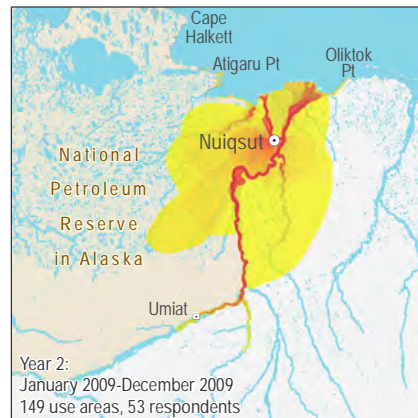 Cape
Halkett
Atigaru Pt
Oliktok
Pt
Nuiqsut
National
Petroleum
Reserve
in Alaska
Umiat
Year 2:
January 2009-December 2009
149 use areas, 53 respondents